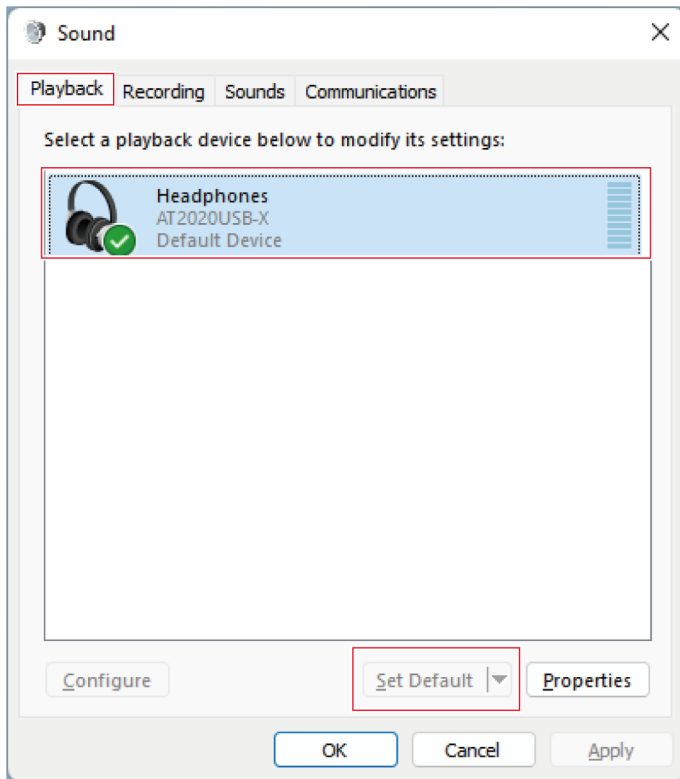 Sound
Playback Recording Sounds Communications
Select a playback device below to modify its settings:
Headphones
AT2020USB-X
Default Device
Configure Set Default Properties
OK Cancel Apply